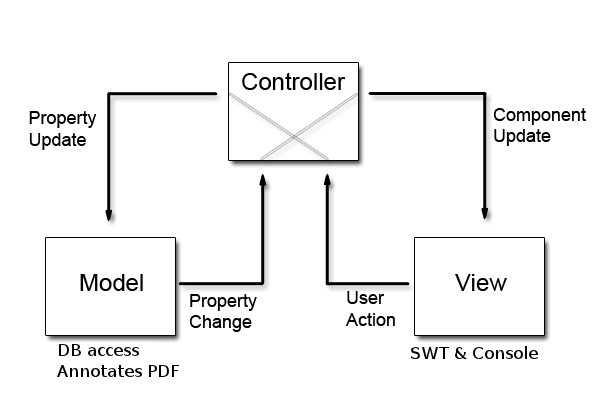 Controller
Property
Update
Component
Update
Model
View
Property
Change
User
Action
DB access
Annotates PDF
SWT & Console